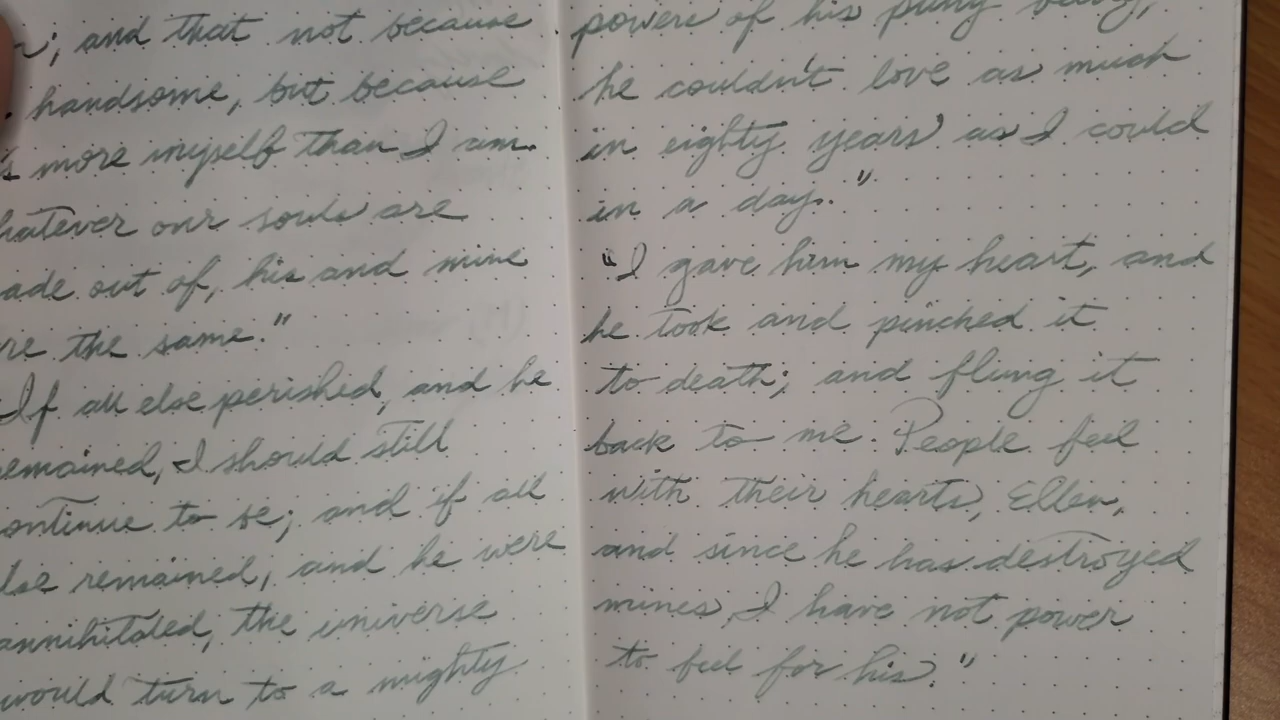 ; and that not because
handsome, but because
's more myself than I am.
hatever our souls are
ade out of, his and mine
re the same."
If all else perished, and he
emained, I should still
ontinue to be; and if all
lse remained, and he were
annihilated, the universe
would turn to a mighty
powers of his puny being,
he couldn't love as much
in eighty years as I could
in a day."
"I gave him my heart, and
he took and pinched it
to death; and flung it
back to me. People feel
with their hearts, Ellen,
and since he has destroyed
mines, I have not power
to feel for his."